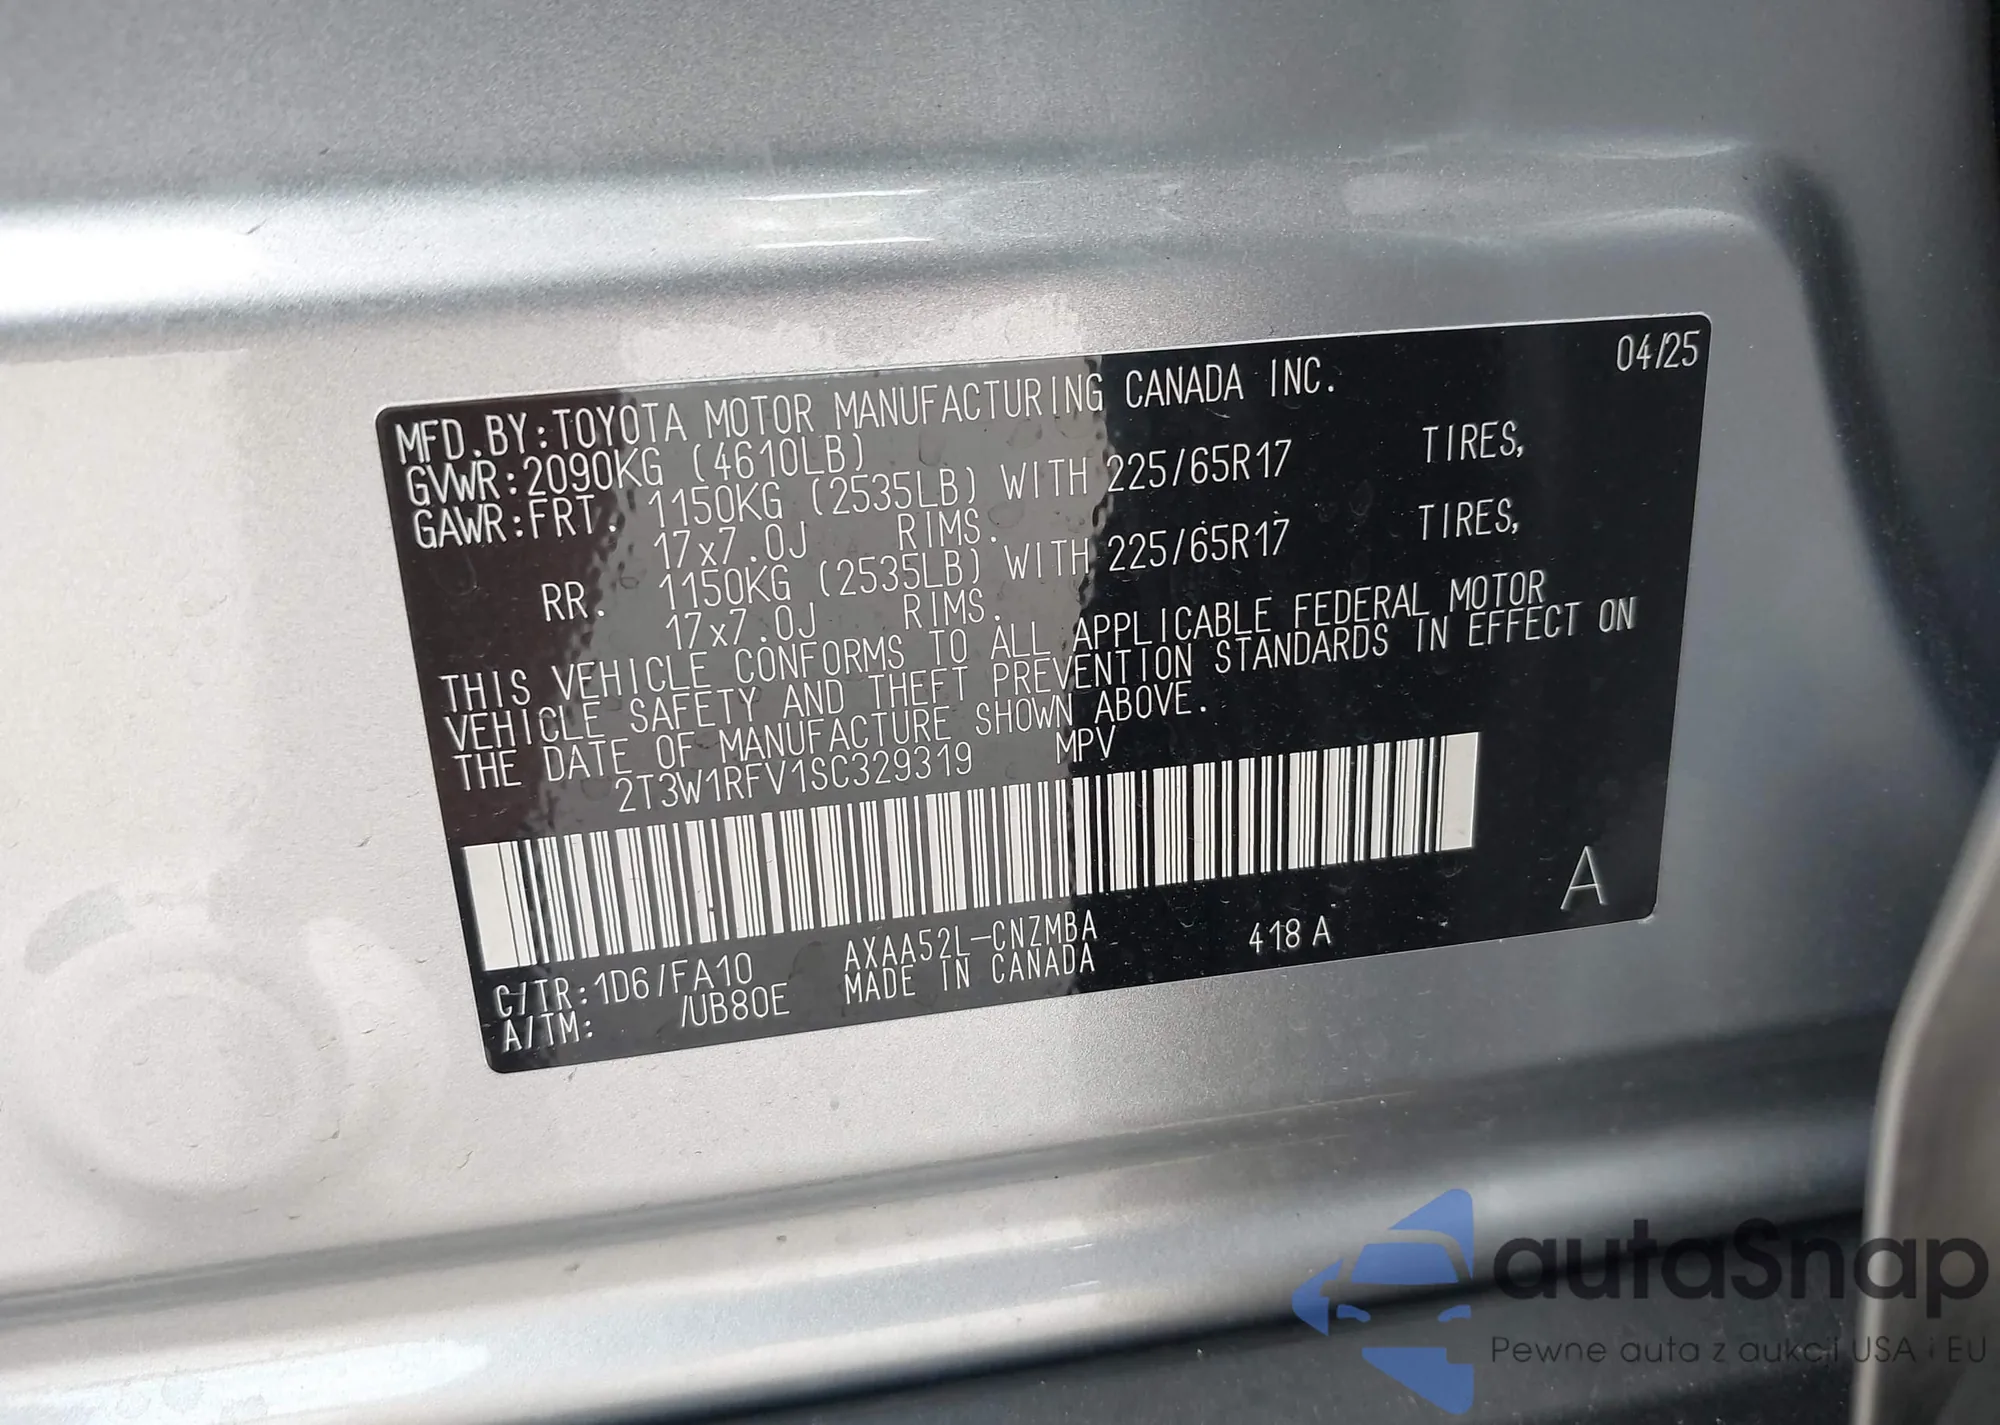 04/25
MFD.BY:TOYOTA MOTOR MANUFACTURING CANADA INC.
GVWR:2090KG (4610LB)
GAWR:FRT. 1150KG (2535LB) WITH 225/65R17 TIRES,
17x7.0J RIMS.
RR. 1150KG (2535LB) WITH 225/65R17 TIRES,
17x7.0J RIMS.
THIS VEHICLE CONFORMS TO ALL APPLICABLE FEDERAL MOTOR
VEHICLE SAFETY AND THEFT PREVENTION STANDARDS IN EFFECT ON
THE DATE OF MANUFACTURE SHOWN ABOVE.
2T3W1RFV1SC329319 MPV
A
C/TR:1D6/FA10 AXAA52L-CNZMBA 418 A
A/TM: /UB80E MADE IN CANADA
autaSnap
Pewne auta z aukcji USA i EU